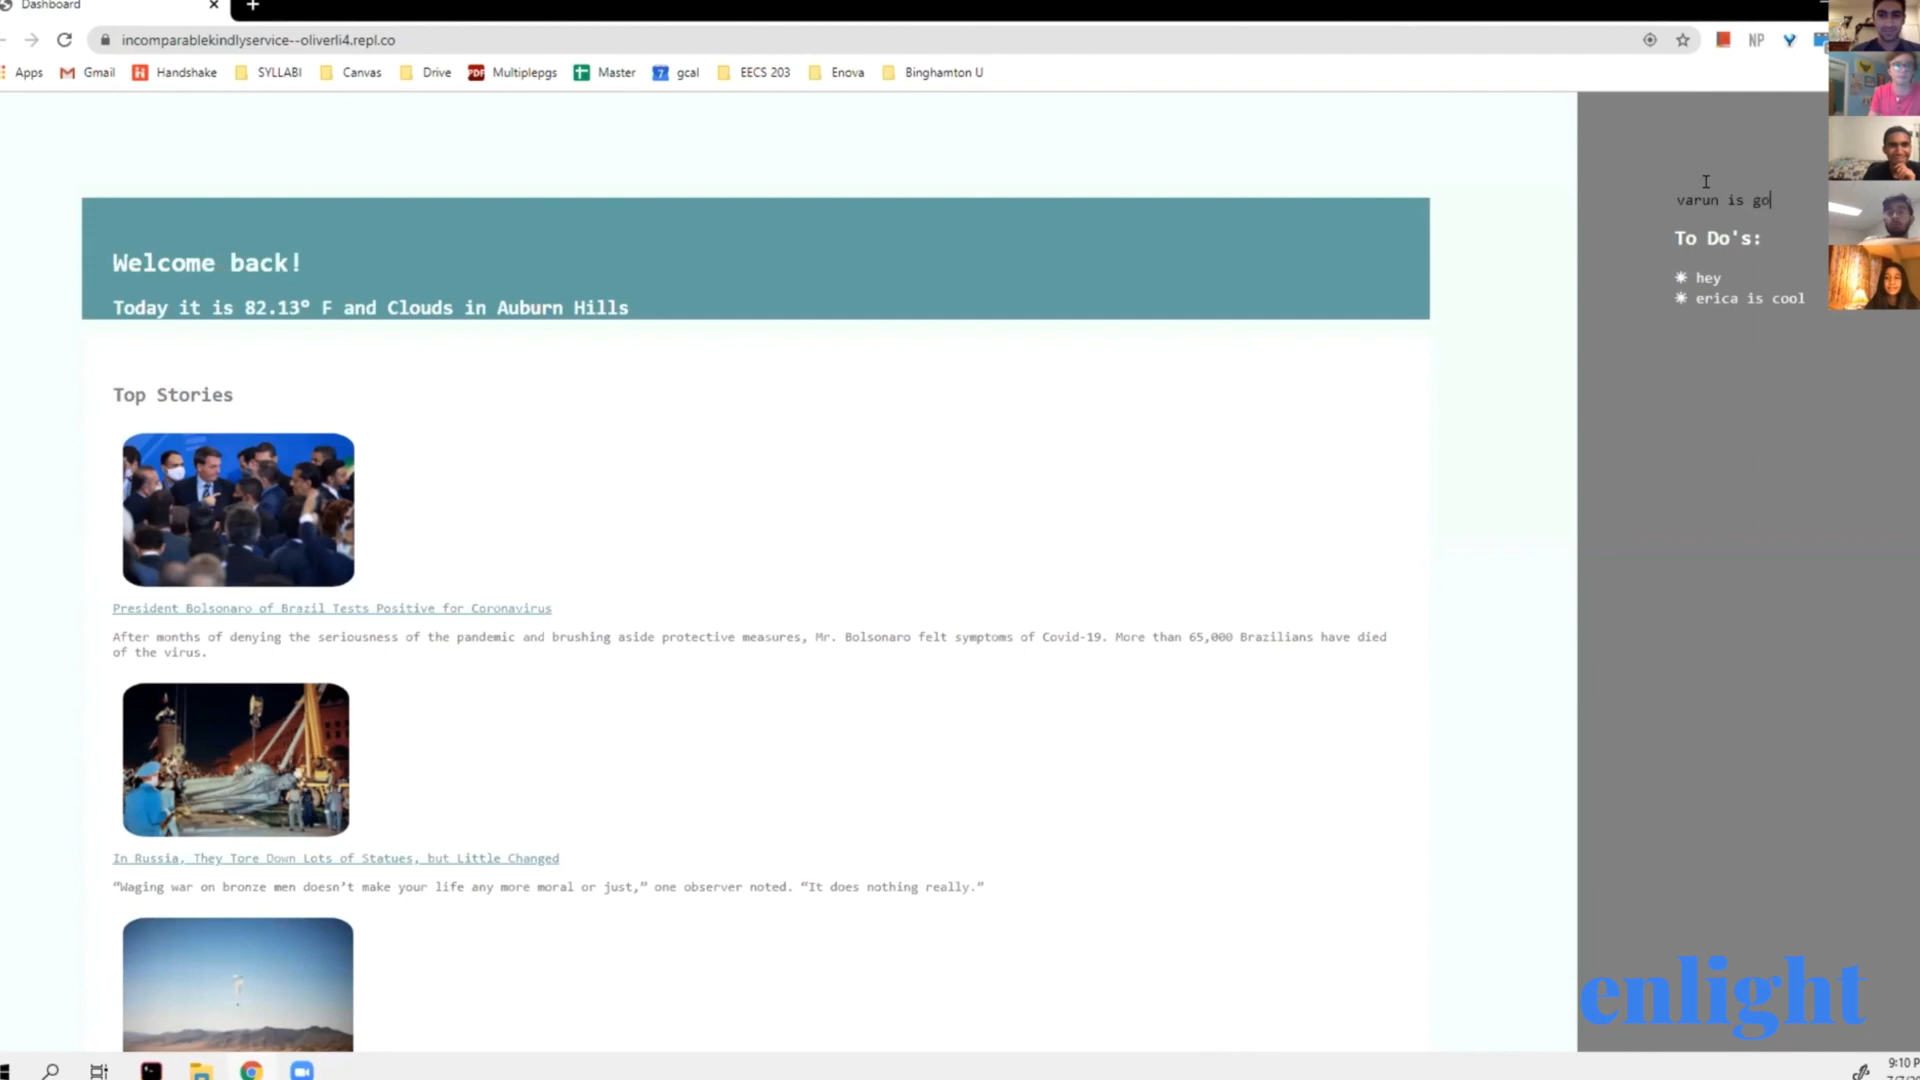 Dashboard
incomparablekindlyservice--oliverli4.repl.co
NP
Apps Gmail Handshake SYLLABI Canvas Drive PDF Multiplepgs Master 7 gcal EECS 203 Enova Binghamton U
varun is go
To Do's:
hey
erica is cool
Welcome back!
Today it is 82.13° F and Clouds in Auburn Hills
Top Stories
President Bolsonaro of Brazil Tests Positive for Coronavirus
After months of denying the seriousness of the pandemic and brushing aside protective measures, Mr. Bolsonaro felt symptoms of Covid-19. More than 65,000 Brazilians have died
of the virus.
In Russia, They Tore Down Lots of Statues, but Little Changed
“Waging war on bronze men doesn’t make your life any more moral or just,” one observer noted. “It does nothing really.”
enlight
9:10 P